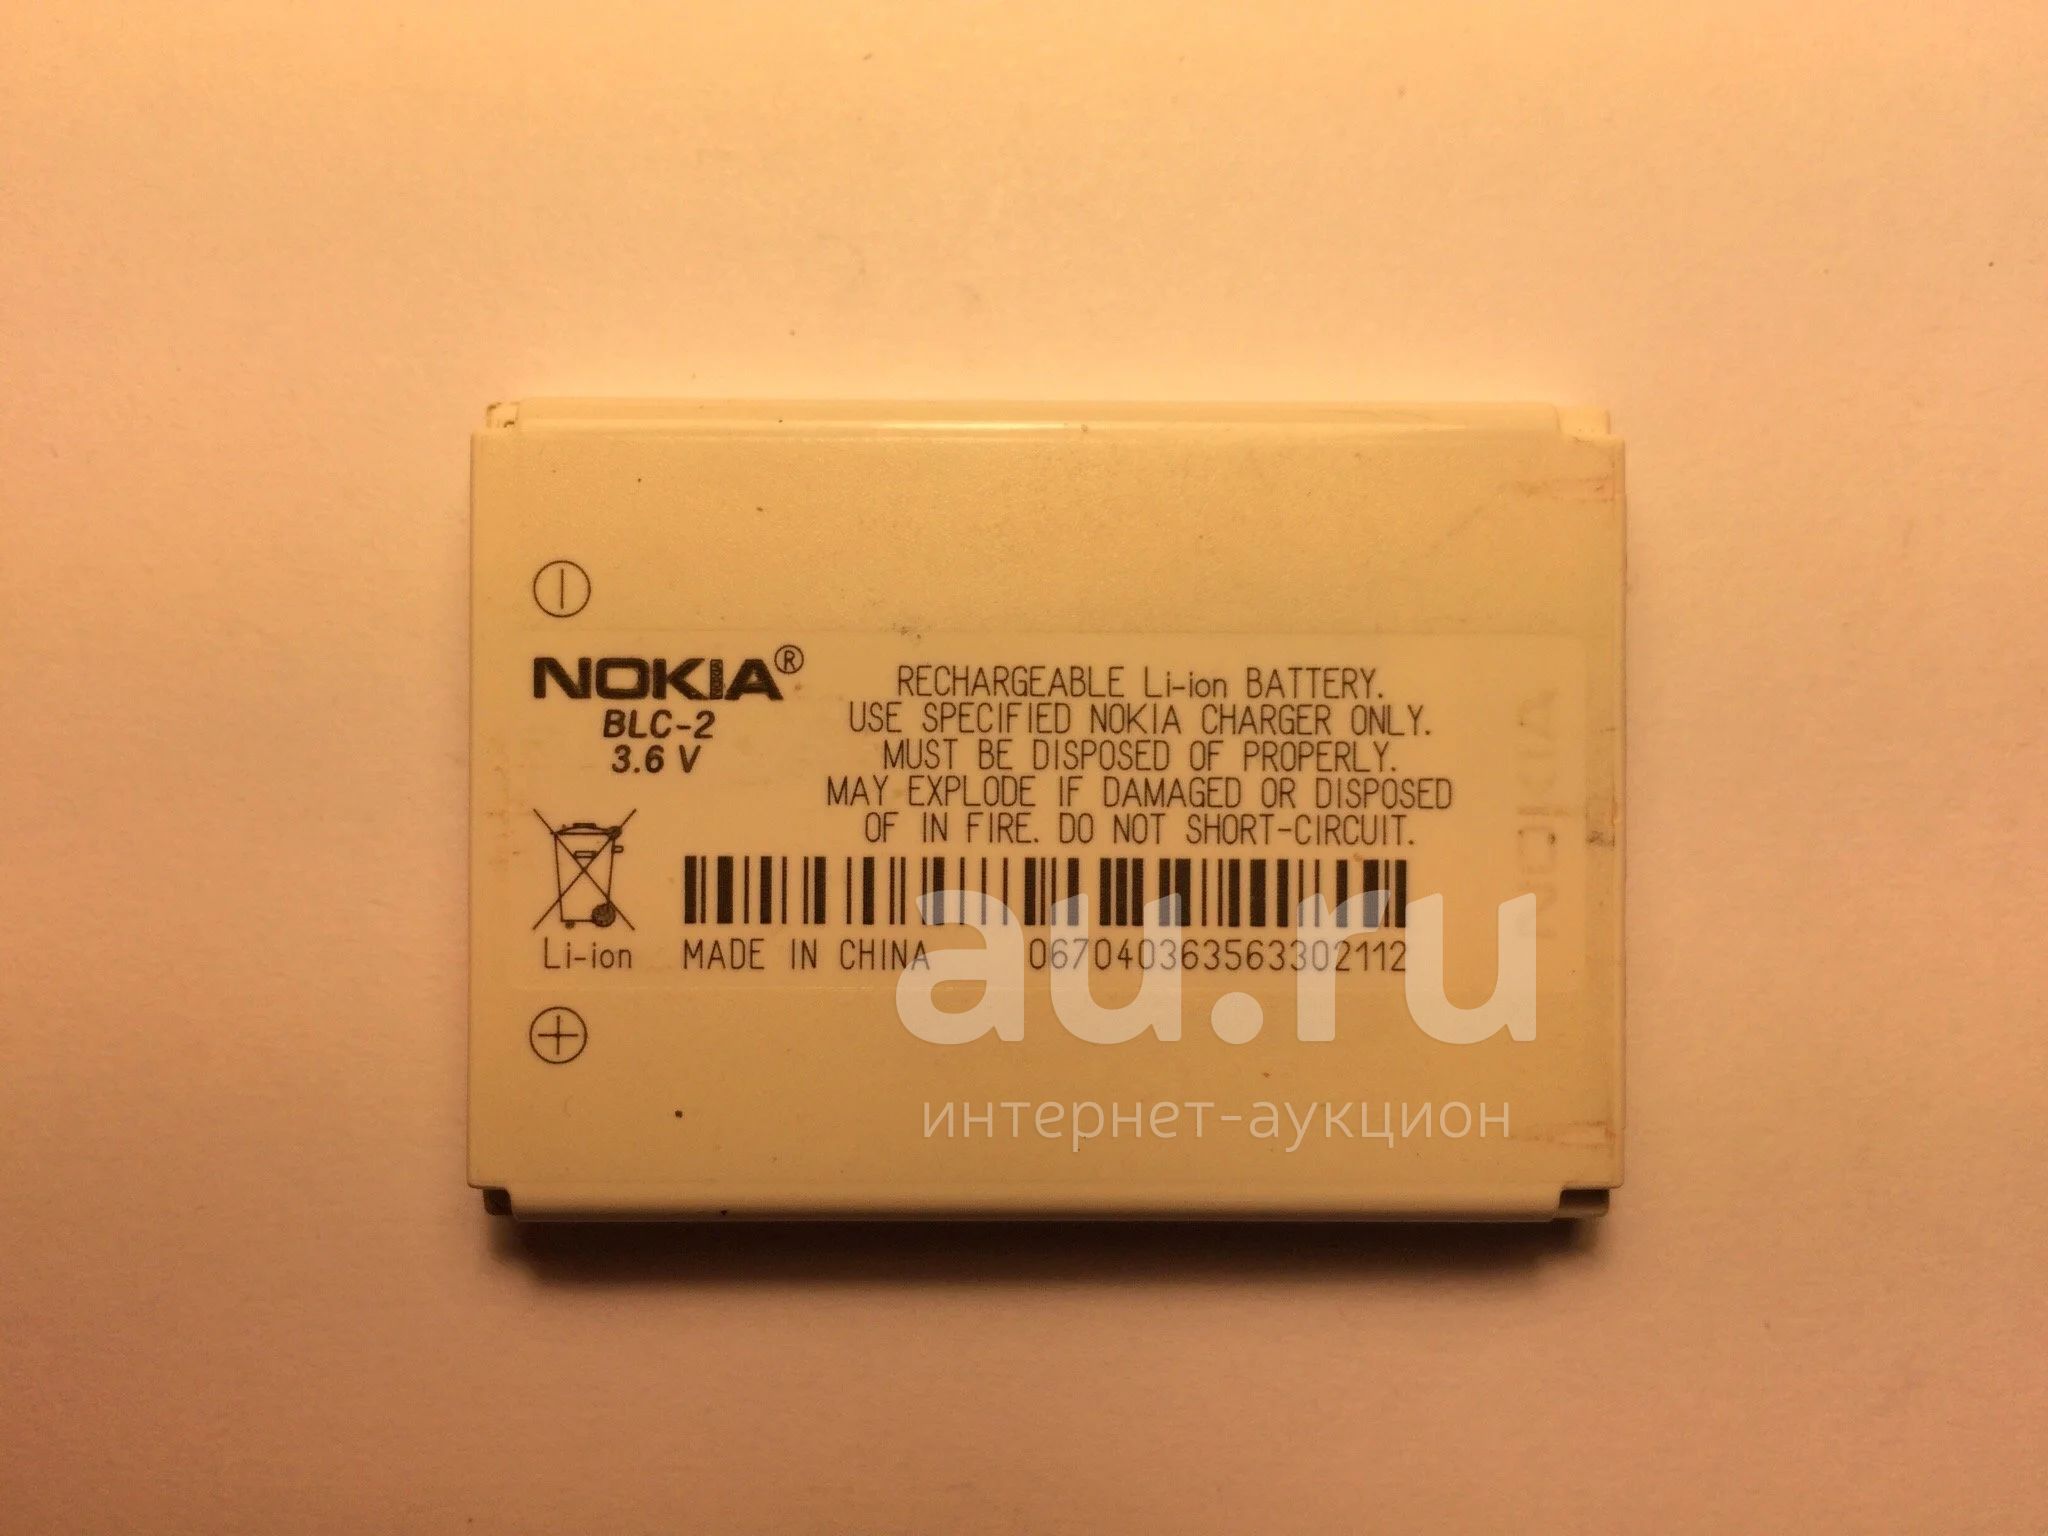 NOKIA®
BLC-2
3.6 V
RECHARGEABLE Li-ion BATTERY.
USE SPECIFIED NOKIA CHARGER ONLY.
MUST BE DISPOSED OF PROPERLY.
MAY EXPLODE IF DAMAGED OR DISPOSED
OF IN FIRE. DO NOT SHORT-CIRCUIT.
Li-ion
MADE IN CHINA 067040363563302112
NOKIA
au.ru
интернет-аукцион